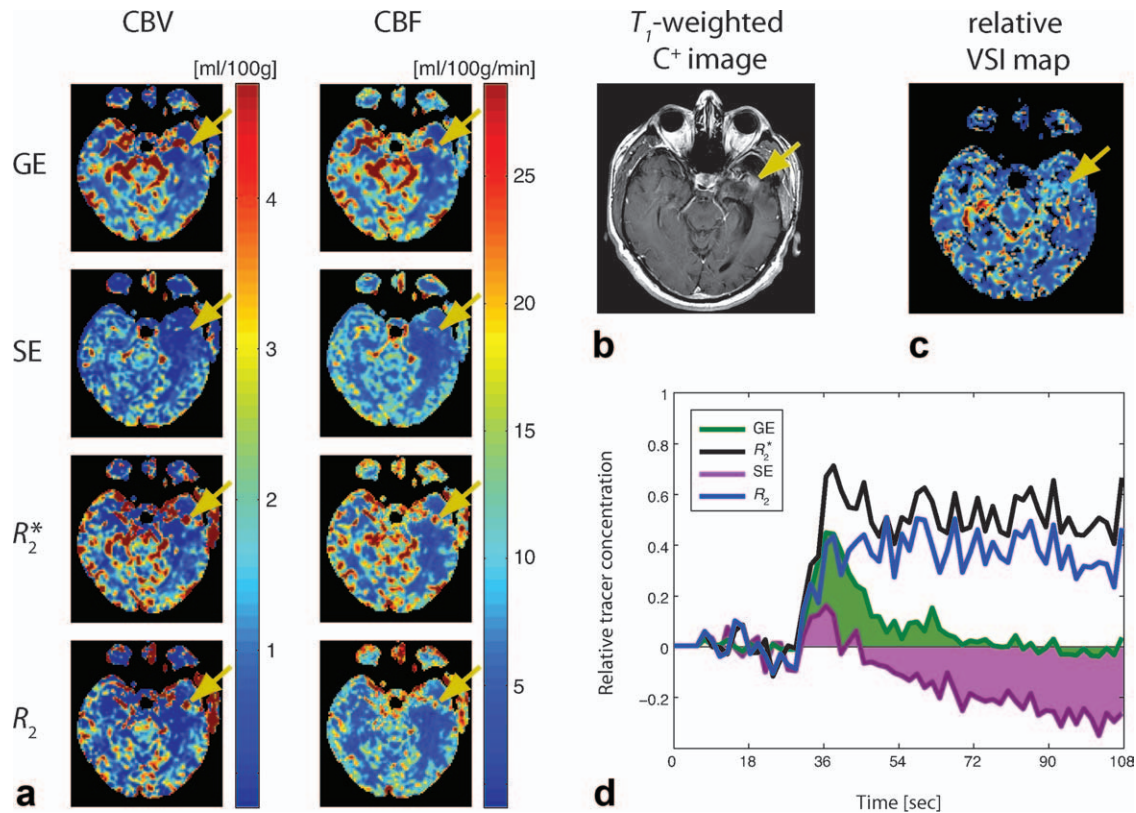 CBV
CBF
T1-weighted
C+ image
relative
VSI map
[ml/100g]
[ml/100g/min]
GE
SE
R2*
R2
4
3
2
1
25
20
15
10
5
a
b
c
GE
R2*
SE
R2
Relative tracer concentration
1
0.8
0.6
0.4
0.2
0
−0.2
0
18
36
54
72
90
108
Time [sec]
d